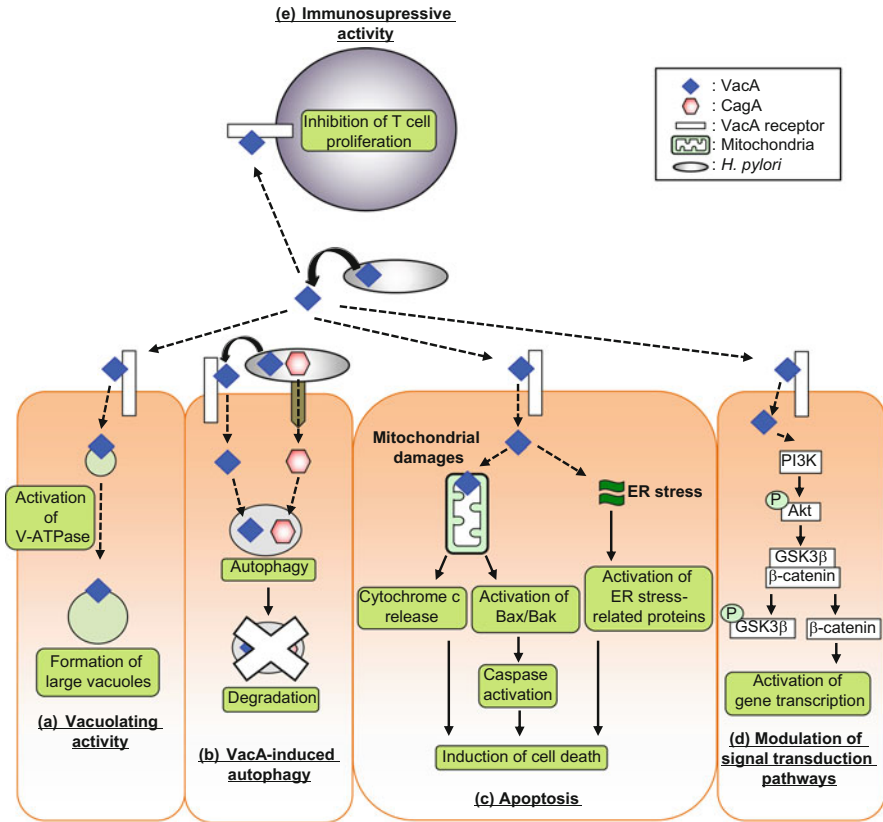 (e) Immunosupressive
activity
Inhibition of T cell
proliferation
: VacA
: CagA
: VacA receptor
: Mitochondria
: H. pylori
Activation
of
V-ATPase
Formation of
large vacuoles
(a) Vacuolating
activity
Autophagy
Degradation
(b) VacA-induced
autophagy
Mitochondrial
damages
ER stress
Cytochrome c
release
Activation of
Bax/Bak
Activation of
ER stress-
related proteins
Caspase
activation
Induction of cell death
(c) Apoptosis
PI3K
P
Akt
GSK3β
β-catenin
P
GSK3β
β-catenin
Activation of
gene transcription
(d) Modulation of
signal transduction
pathways